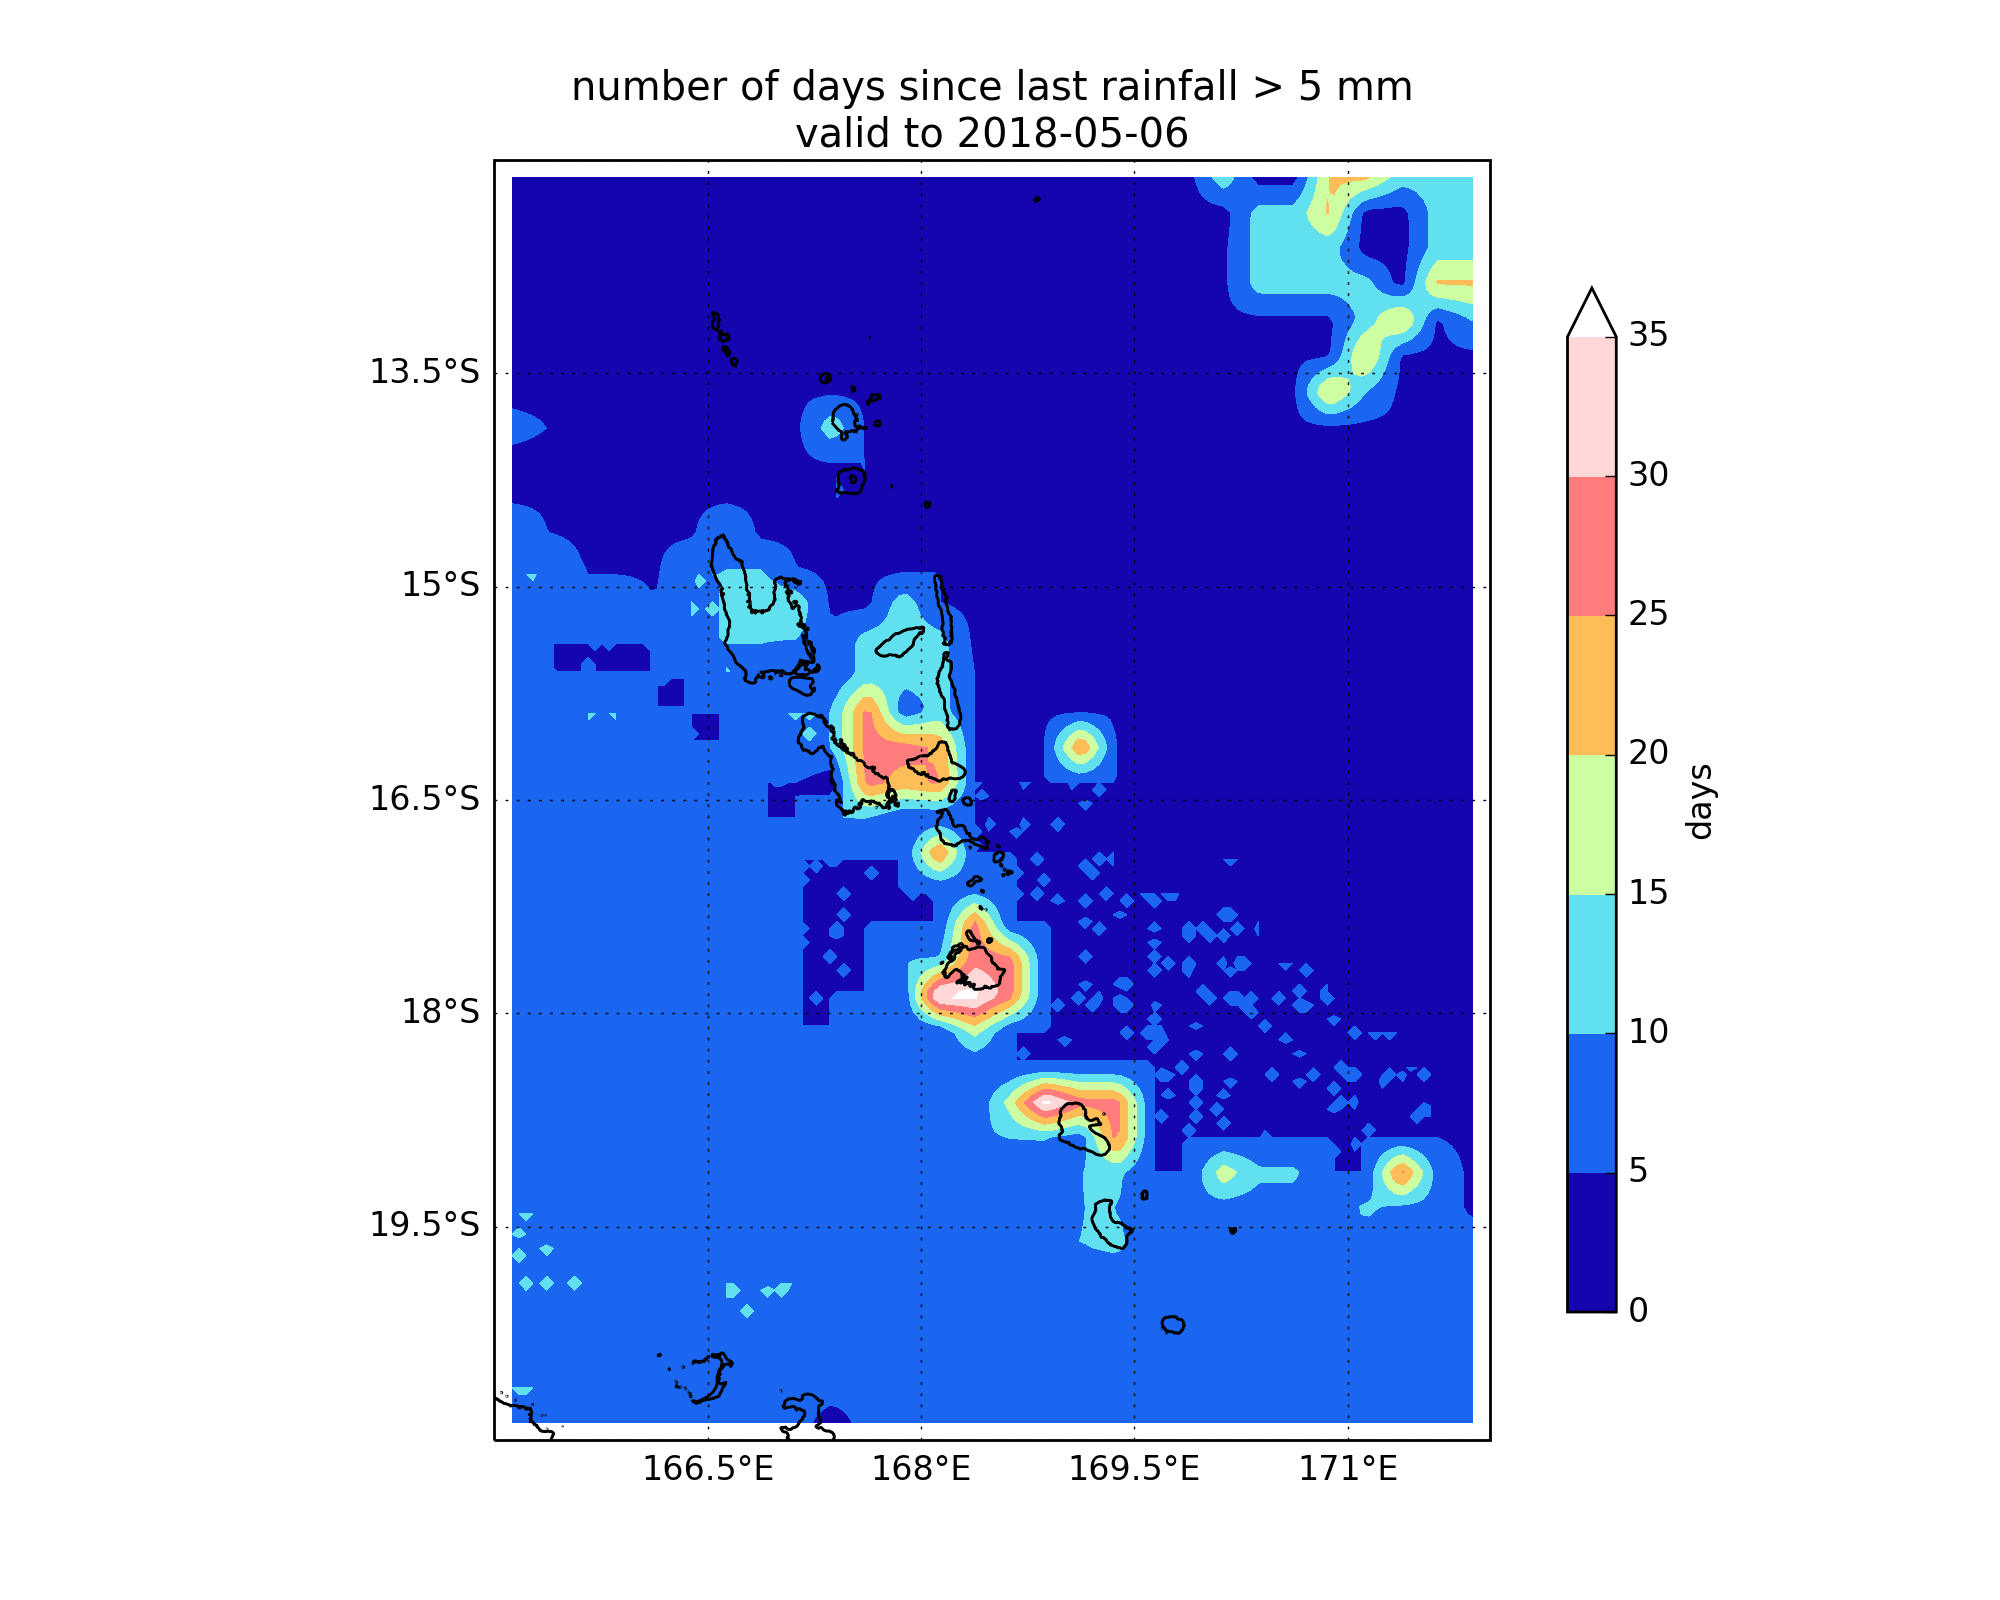 number of days since last rainfall > 5 mm
valid to 2018-05-06
13.5°S
15°S
16.5°S
18°S
19.5°S
166.5°E
168°E
169.5°E
171°E
35
30
25
20
15
10
5
0
days